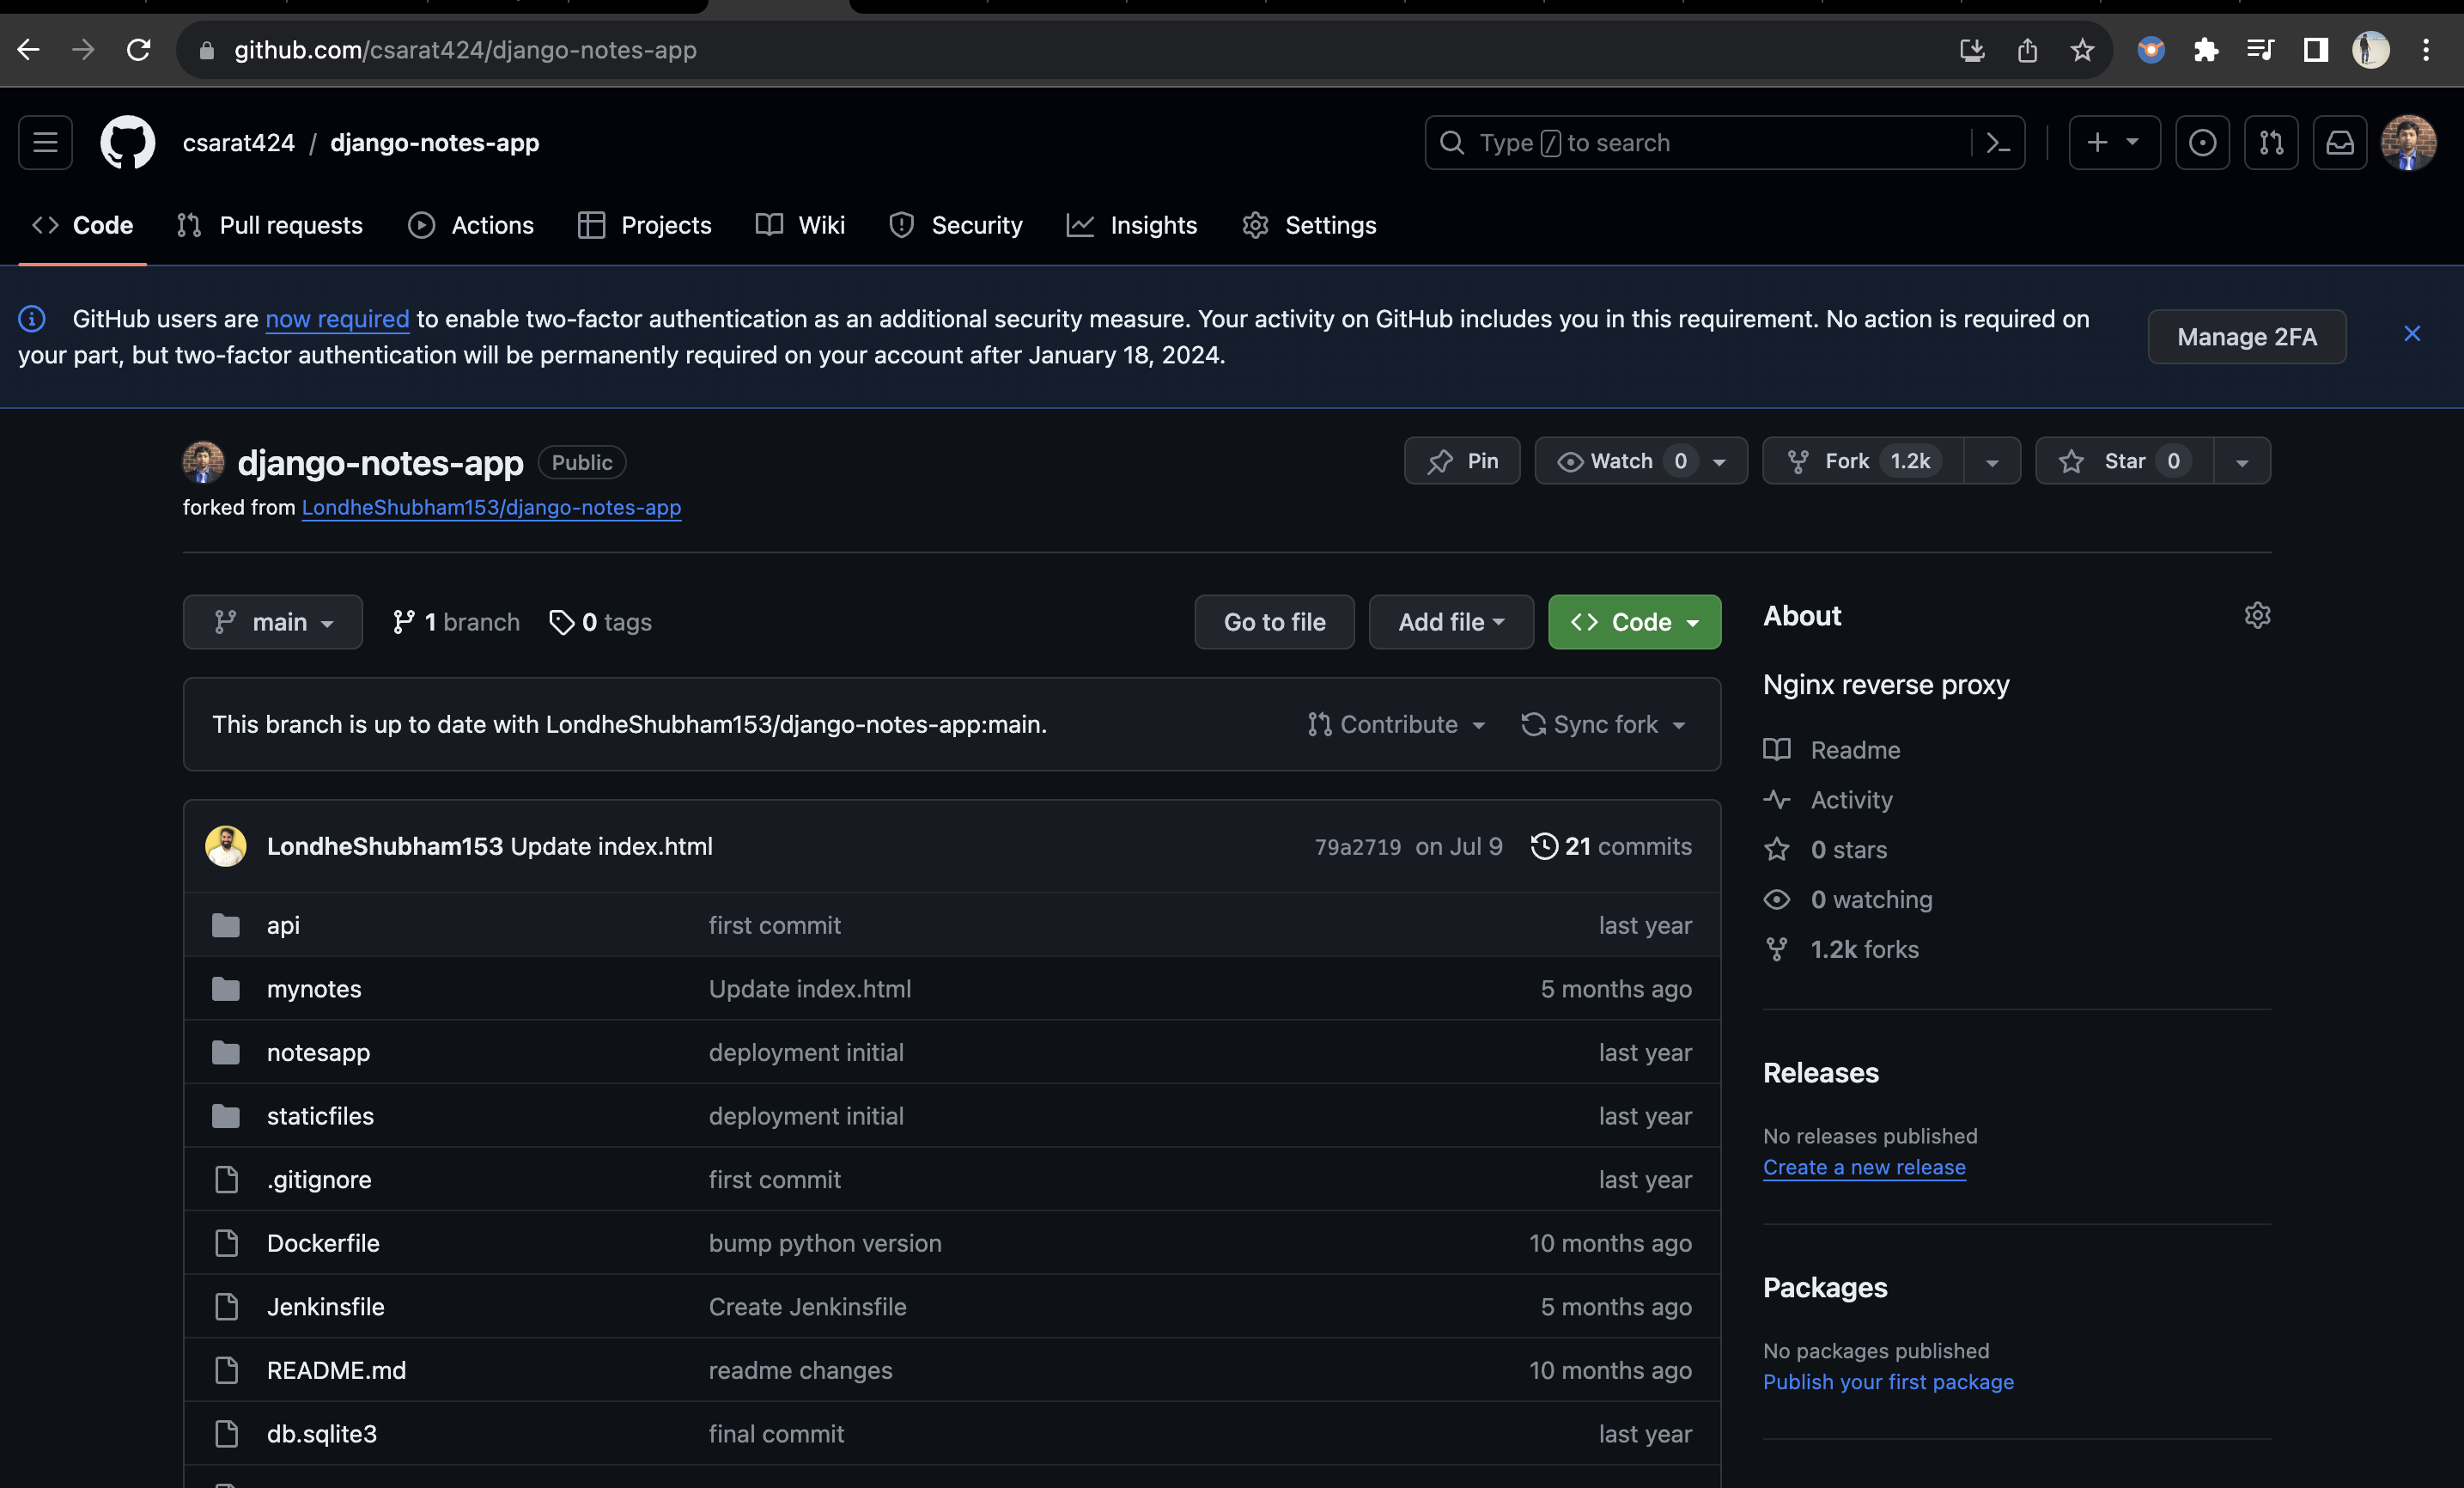 github.com/csarat424/django-notes-app
csarat424 / django-notes-app
Type / to search
Code Pull requests Actions Projects Wiki Security Insights Settings
GitHub users are now required to enable two-factor authentication as an additional security measure. Your activity on GitHub includes you in this requirement. No action is required on
your part, but two-factor authentication will be permanently required on your account after January 18, 2024.
Manage 2FA
django-notes-app Public
Pin Watch 0 Fork 1.2k Star 0
forked from LondheShubham153/django-notes-app
main 1 branch 0 tags Go to file Add file Code
This branch is up to date with LondheShubham153/django-notes-app:main. Contribute Sync fork
LondheShubham153 Update index.html 79a2719 on Jul 9 21 commits
api first commit last year
mynotes Update index.html 5 months ago
notesapp deployment initial last year
staticfiles deployment initial last year
.gitignore first commit last year
Dockerfile bump python version 10 months ago
Jenkinsfile Create Jenkinsfile 5 months ago
README.md readme changes 10 months ago
db.sqlite3 final commit last year
About
Nginx reverse proxy
Readme
Activity
0 stars
0 watching
1.2k forks
Releases
No releases published
Create a new release
Packages
No packages published
Publish your first package